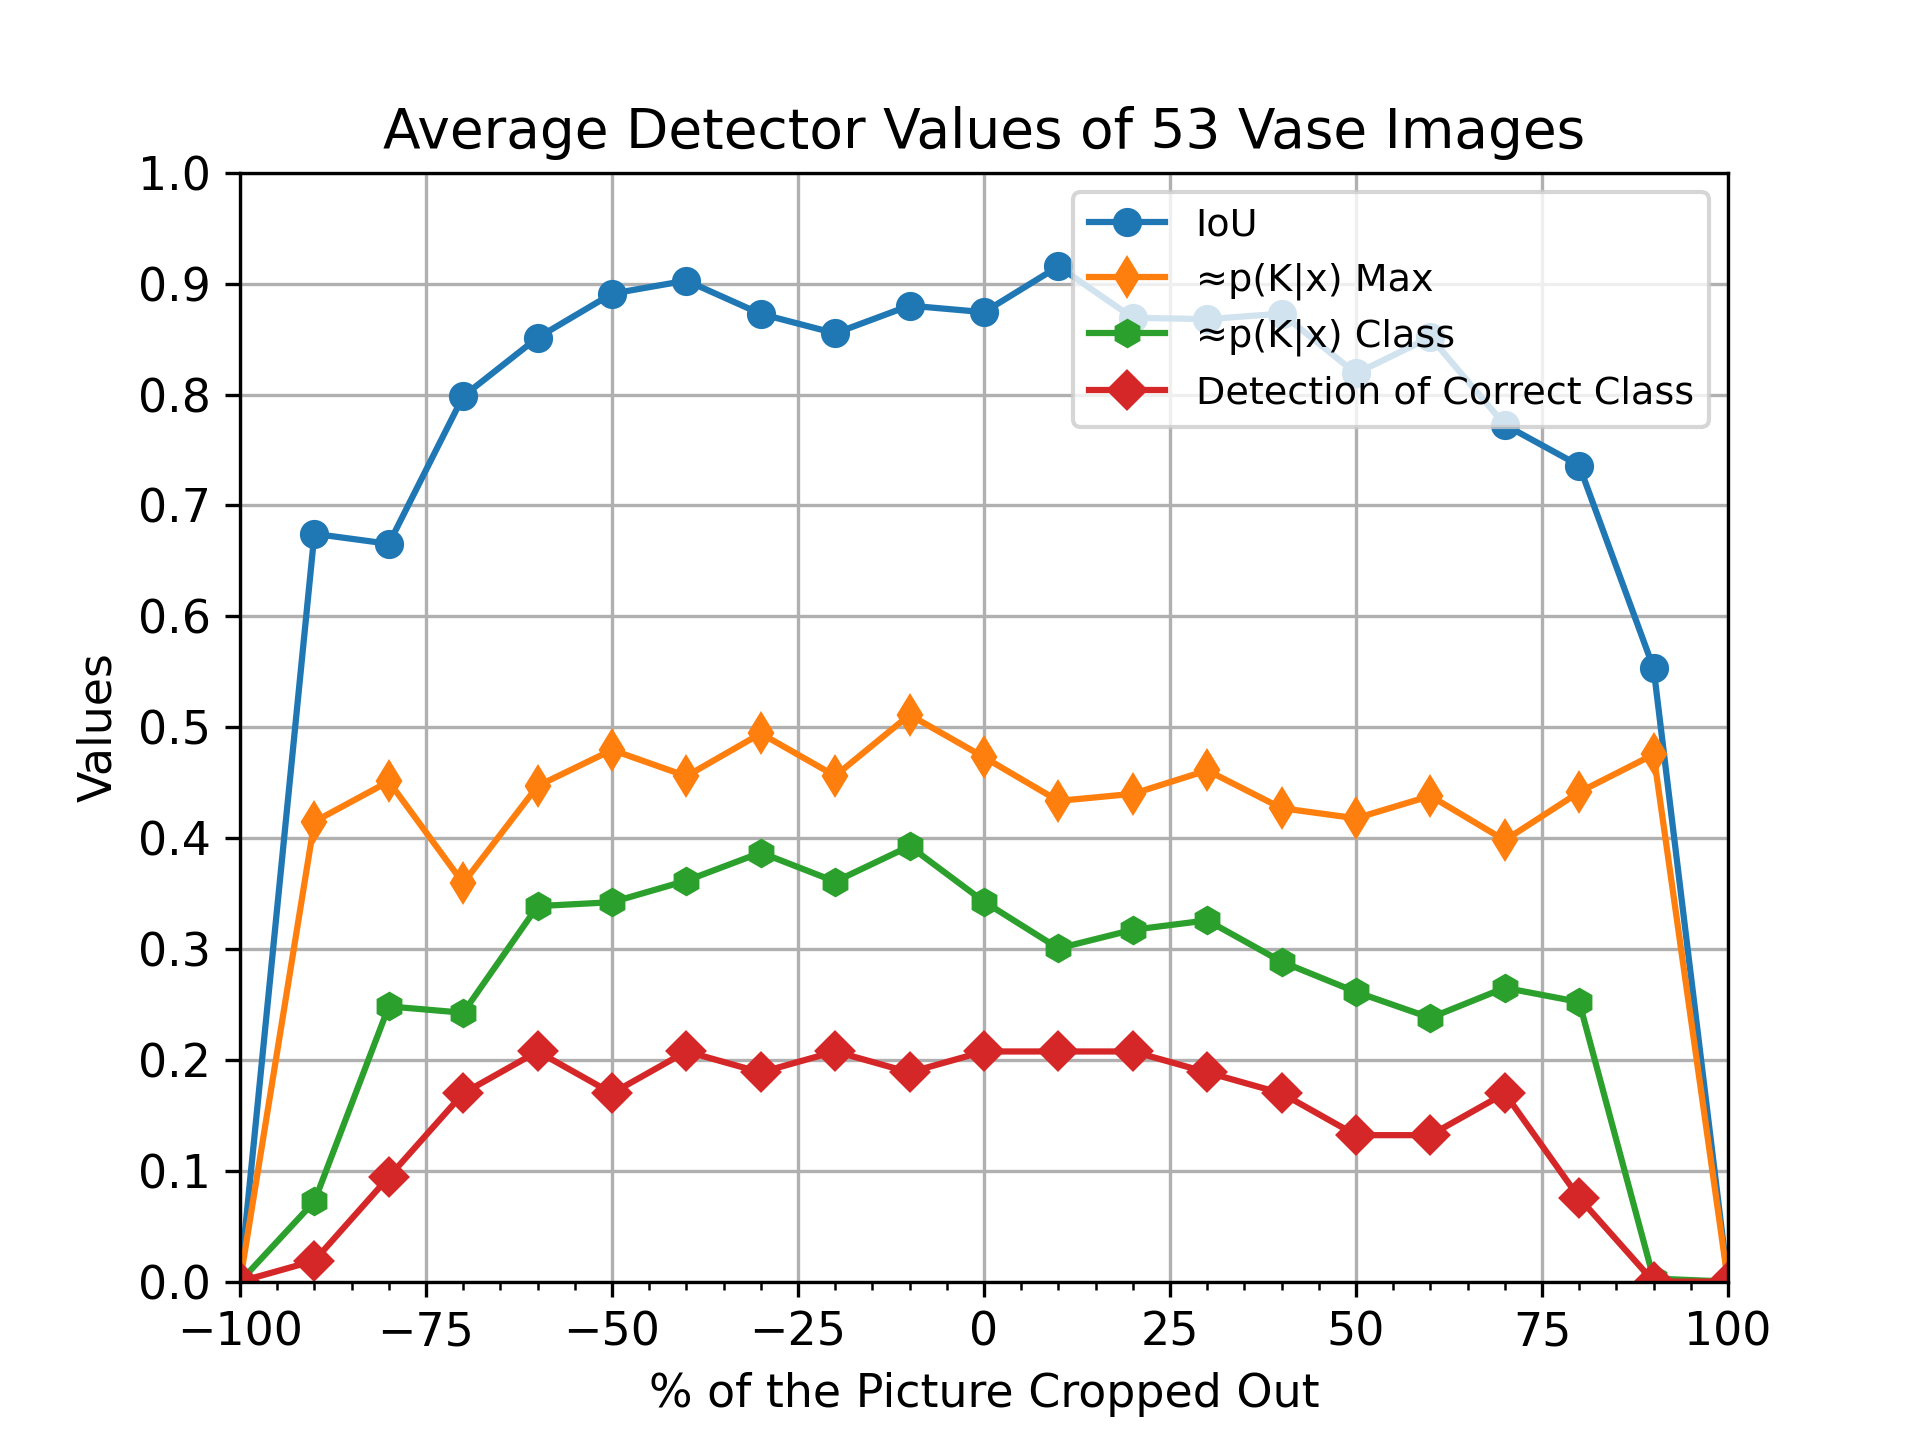 Average Detector Values of 53 Vase Images
1.0
0.9
0.8
0.7
0.6
0.5
0.4
0.3
0.2
0.1
0.0
Values
IoU
≈p(K|x) Max
≈p(K|x) Class
Detection of Correct Class
−100 −75 −50 −25 0 25 50 75 100
% of the Picture Cropped Out